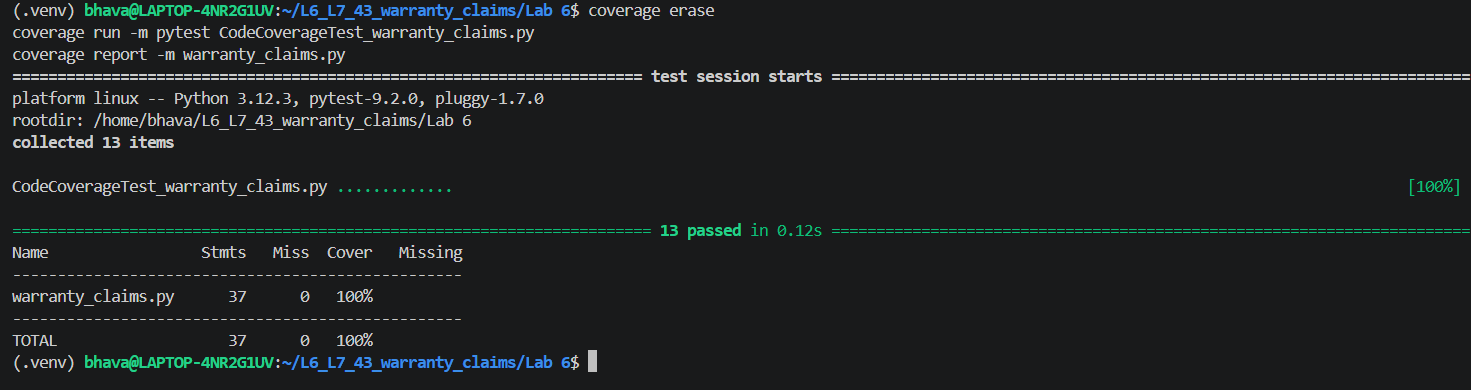 (.venv) bhava@LAPTOP-4NR2G1UV:~/L6_L7_43_warranty_claims/Lab 6$ coverage erase
coverage run -m pytest CodeCoverageTest_warranty_claims.py
coverage report -m warranty_claims.py
====================================================================== test session starts =======================================================================
platform linux -- Python 3.12.3, pytest-9.2.0, pluggy-1.7.0
rootdir: /home/bhava/L6_L7_43_warranty_claims/Lab 6
collected 13 items
CodeCoverageTest_warranty_claims.py ............. [100%]
======================================================================= 13 passed in 0.12s =======================================================================
Name Stmts Miss Cover Missing
--------------------------------------------------
warranty_claims.py 37 0 100%
--------------------------------------------------
TOTAL 37 0 100%
(.venv) bhava@LAPTOP-4NR2G1UV:~/L6_L7_43_warranty_claims/Lab 6$